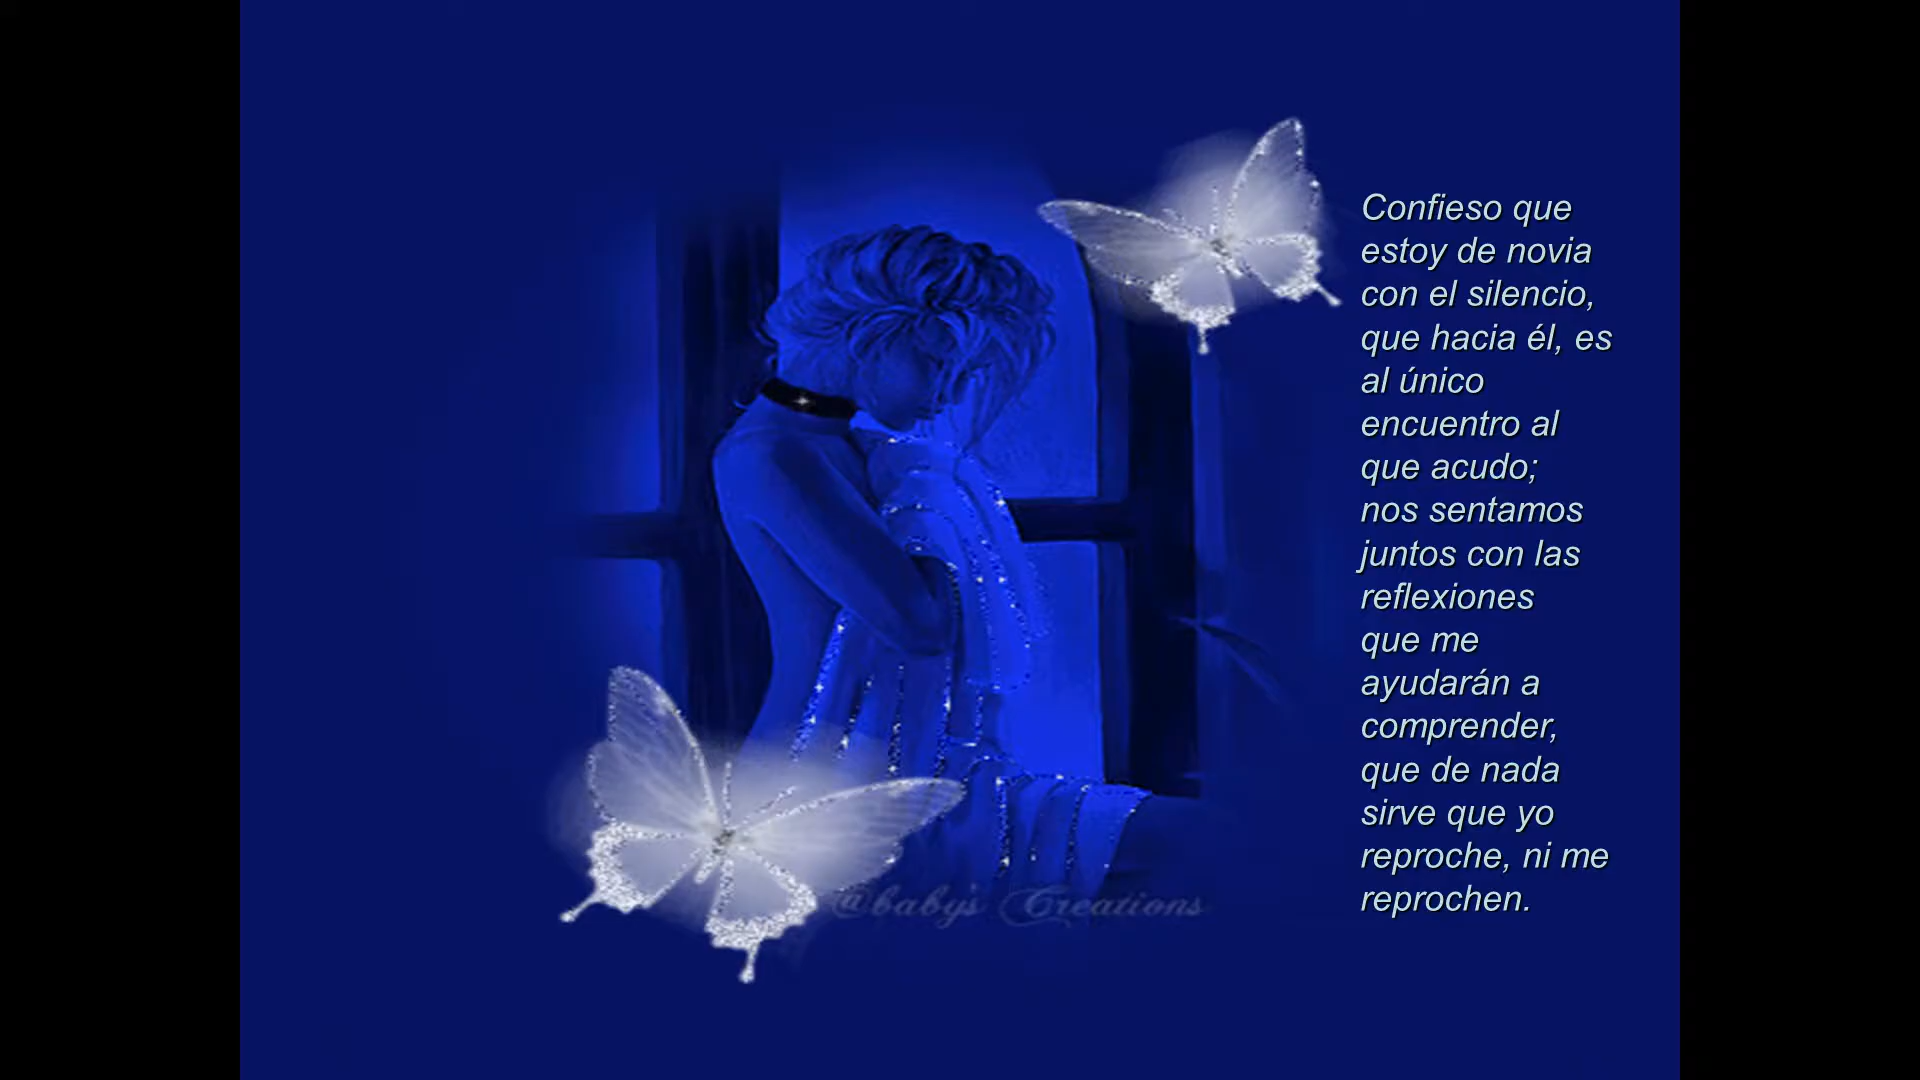 Confieso que
estoy de novia
con el silencio,
que hacia él, es
al único
encuentro al
que acudo;
nos sentamos
juntos con las
reflexiones
que me
ayudarán a
comprender,
que de nada
sirve que yo
reproche, ni me
reprochen.
@babys Creations